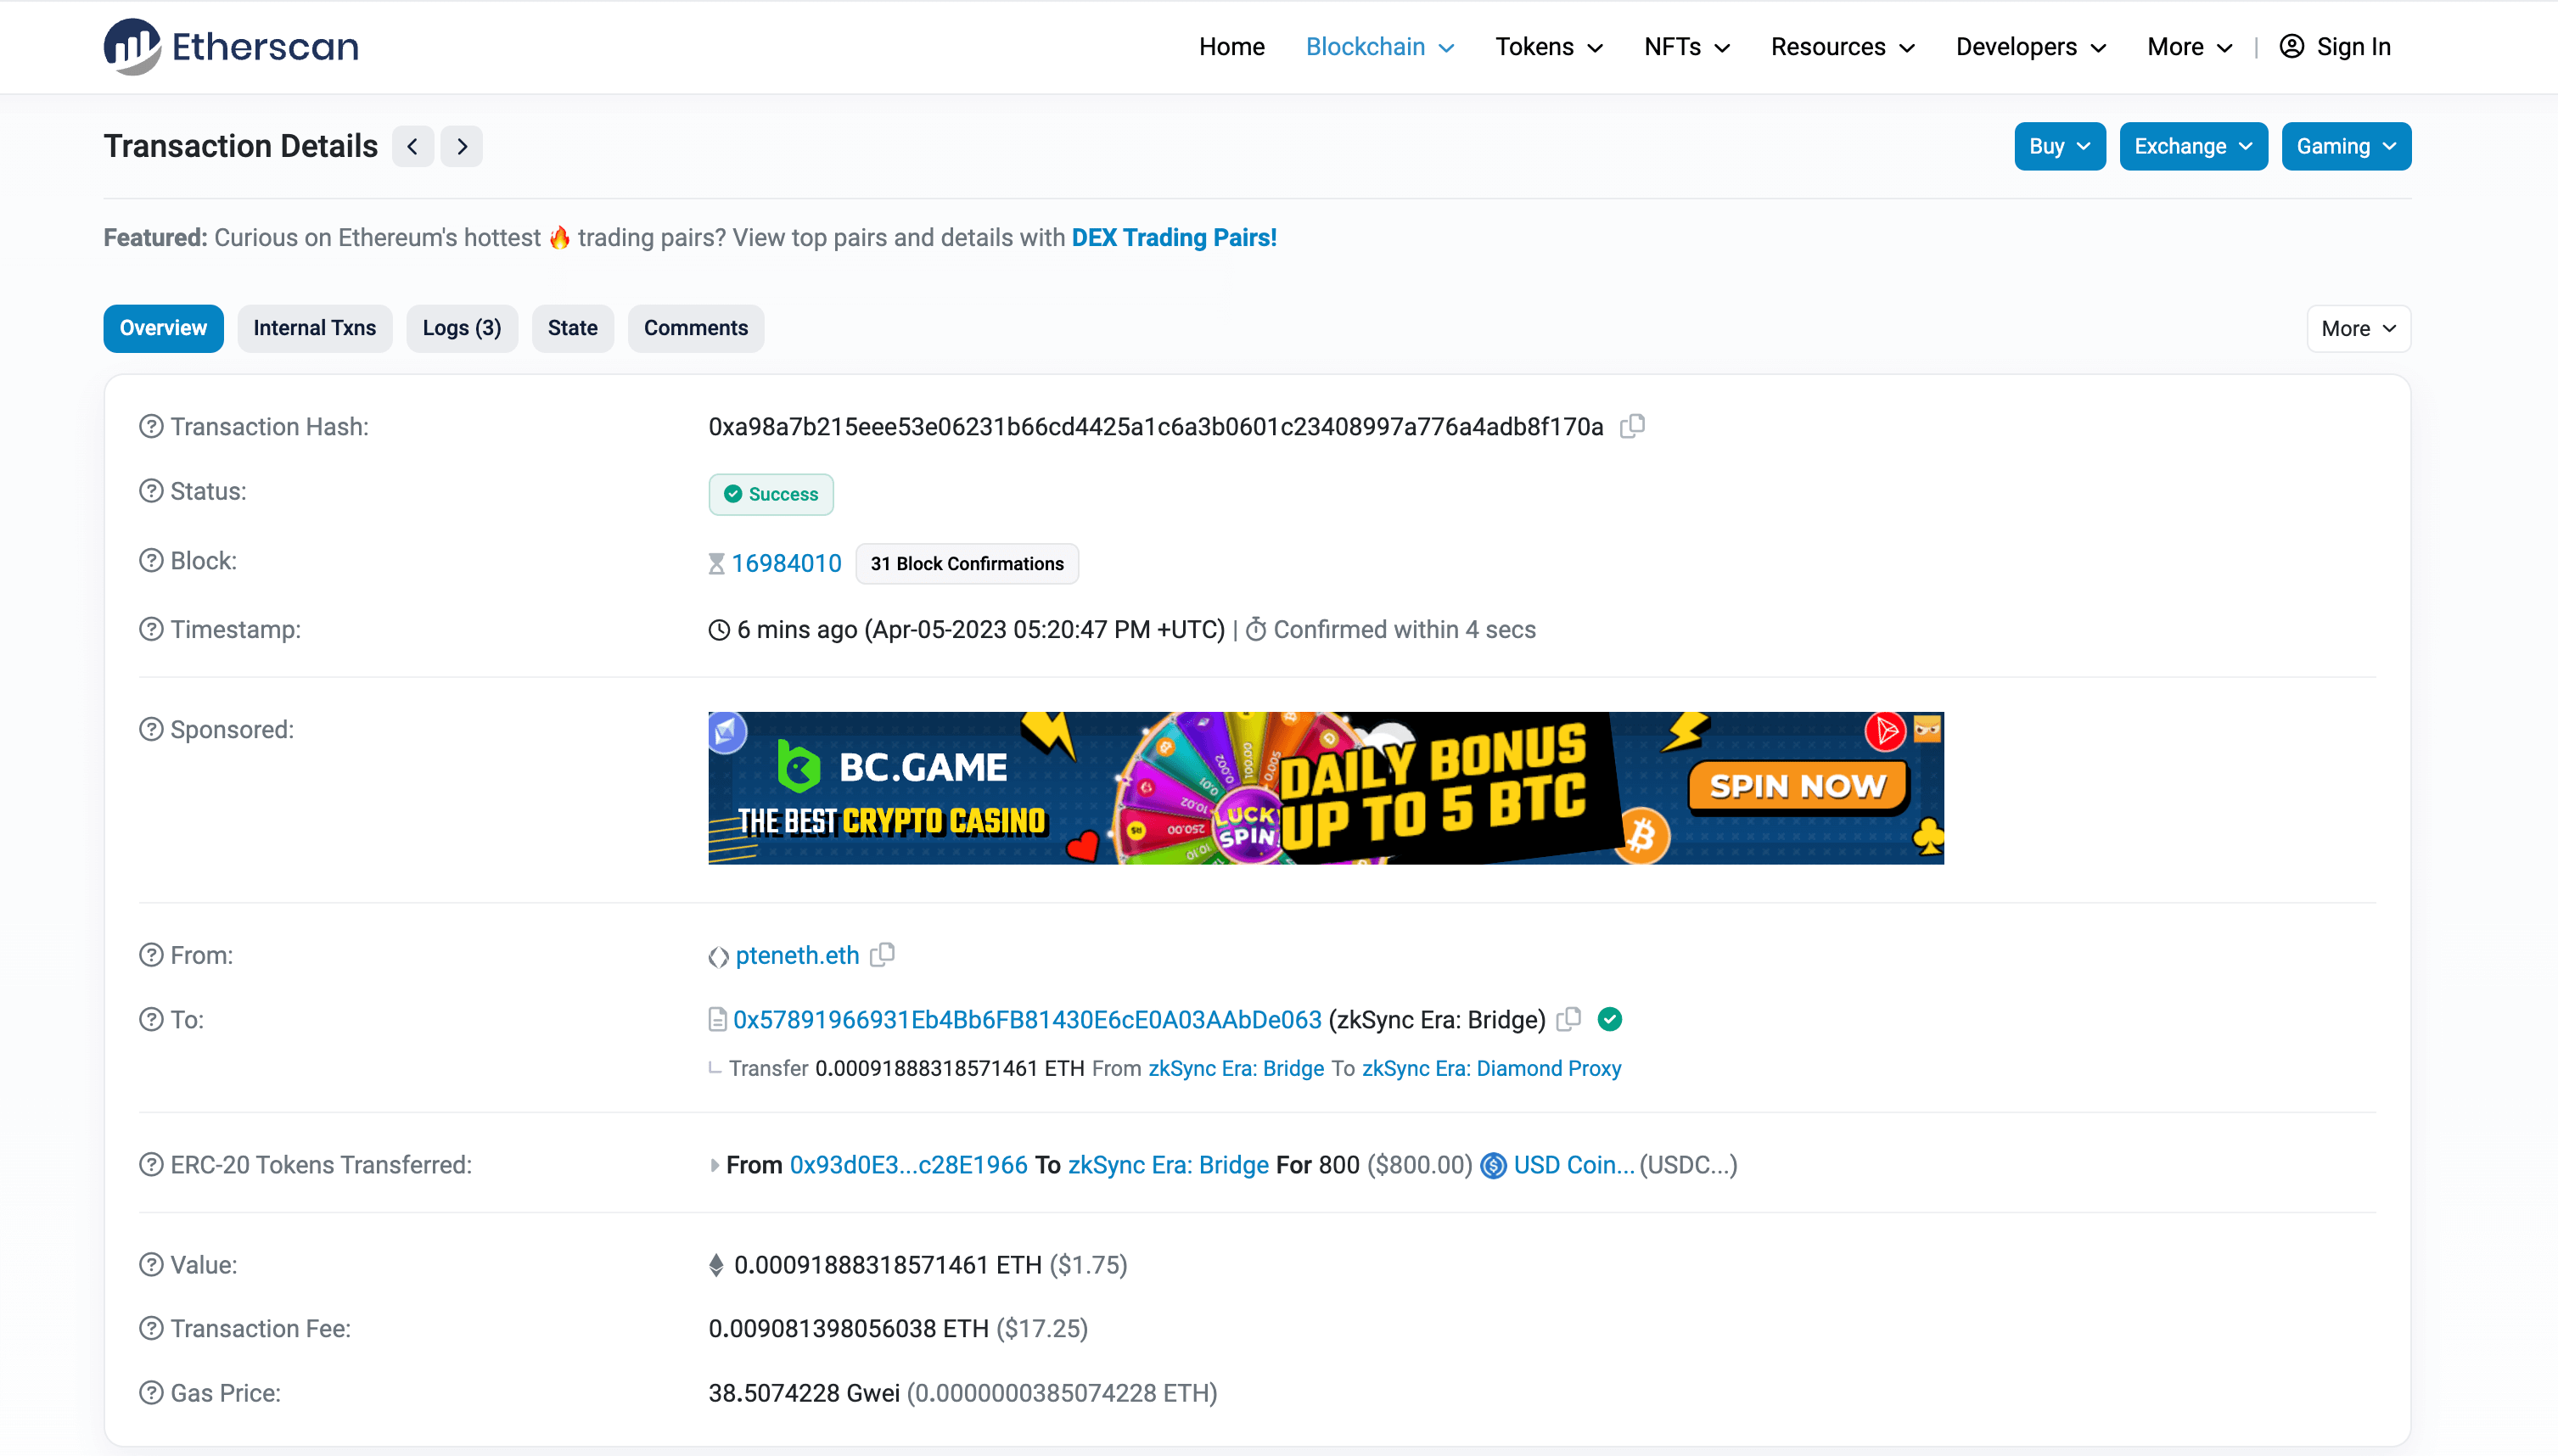 Etherscan
Home Blockchain Tokens NFTs Resources Developers More | Sign In
Transaction Details
Buy Exchange Gaming
Featured: Curious on Ethereum's hottest 🔥 trading pairs? View top pairs and details with DEX Trading Pairs!
Overview Internal Txns Logs (3) State Comments
More
Transaction Hash: 0xa98a7b215eee53e06231b66cd4425a1c6a3b0601c23408997a776a4adb8f170a
Status: Success
Block: 16984010 31 Block Confirmations
Timestamp: 6 mins ago (Apr-05-2023 05:20:47 PM +UTC) | Confirmed within 4 secs
Sponsored:
BC.GAME
THE BEST CRYPTO CASINO
LUCKY SPIN
DAILY BONUS
UP TO 5 BTC
SPIN NOW
From: pteneth.eth
To: 0x57891966931Eb4Bb6FB81430E6cE0A03AAbDe063 (zkSync Era: Bridge)
Transfer 0.00091888318571461 ETH From zkSync Era: Bridge To zkSync Era: Diamond Proxy
ERC-20 Tokens Transferred: From 0x93d0E3...c28E1966 To zkSync Era: Bridge For 800 ($800.00) USD Coin... (USDC...)
Value: 0.00091888318571461 ETH ($1.75)
Transaction Fee: 0.009081398056038 ETH ($17.25)
Gas Price: 38.5074228 Gwei (0.0000000385074228 ETH)